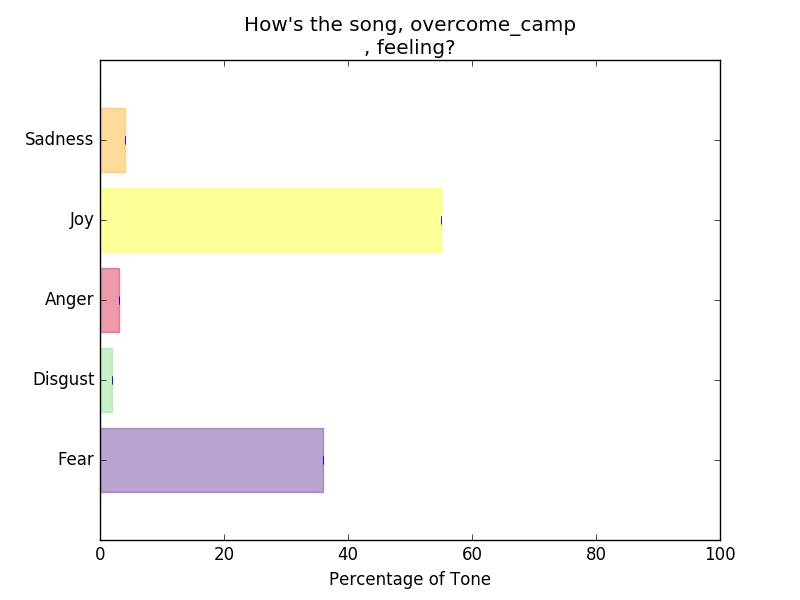 How's the song, overcome_camp
, feeling?
Sadness
Joy
Anger
Disgust
Fear
0 20 40 60 80 100
Percentage of Tone